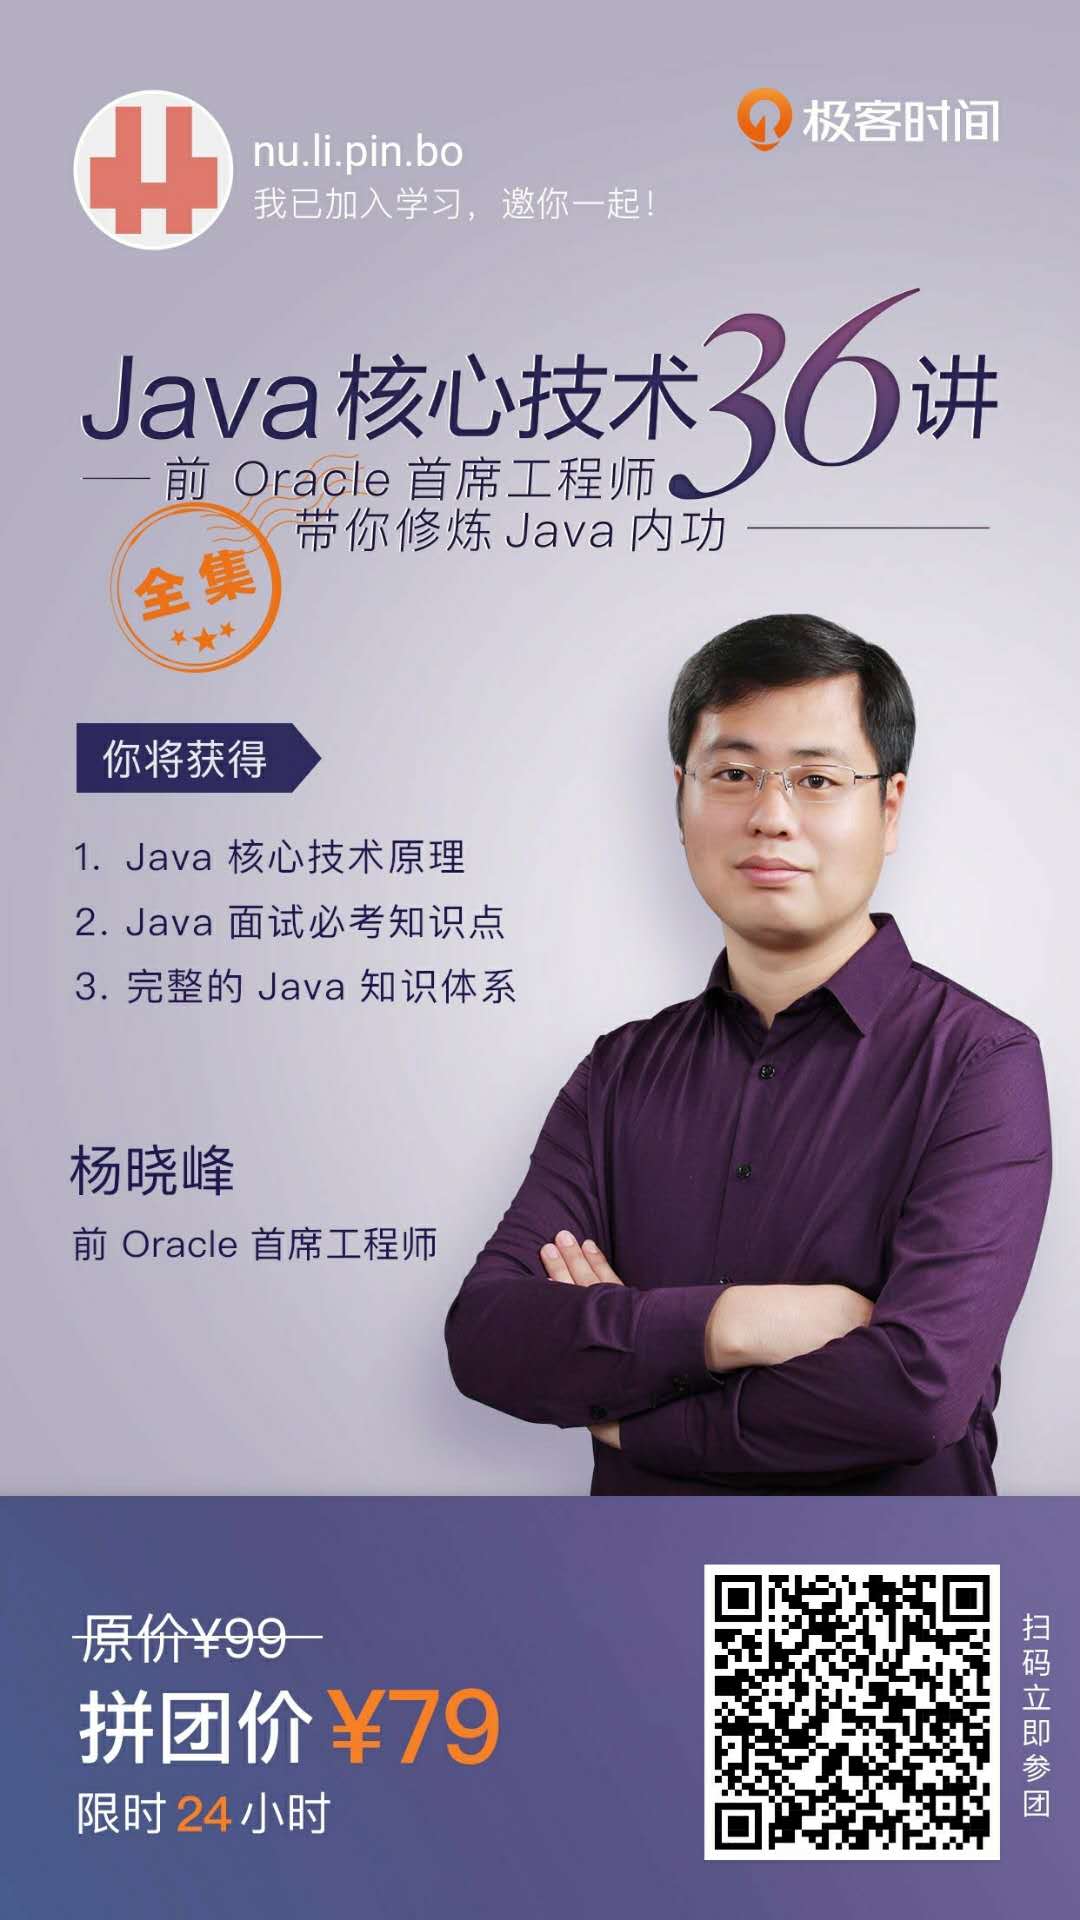 nu.li.pin.bo
我已加入学习，邀你一起！
极客时间
Java 核心技术36讲
前 Oracle 首席工程师
带你修炼 Java 内功
全集
你将获得
1. Java 核心技术原理
2. Java 面试必考知识点
3. 完整的 Java 知识体系
杨晓峰
前 Oracle 首席工程师
原价¥99
拼团价¥79
限时24小时
扫码立即参团